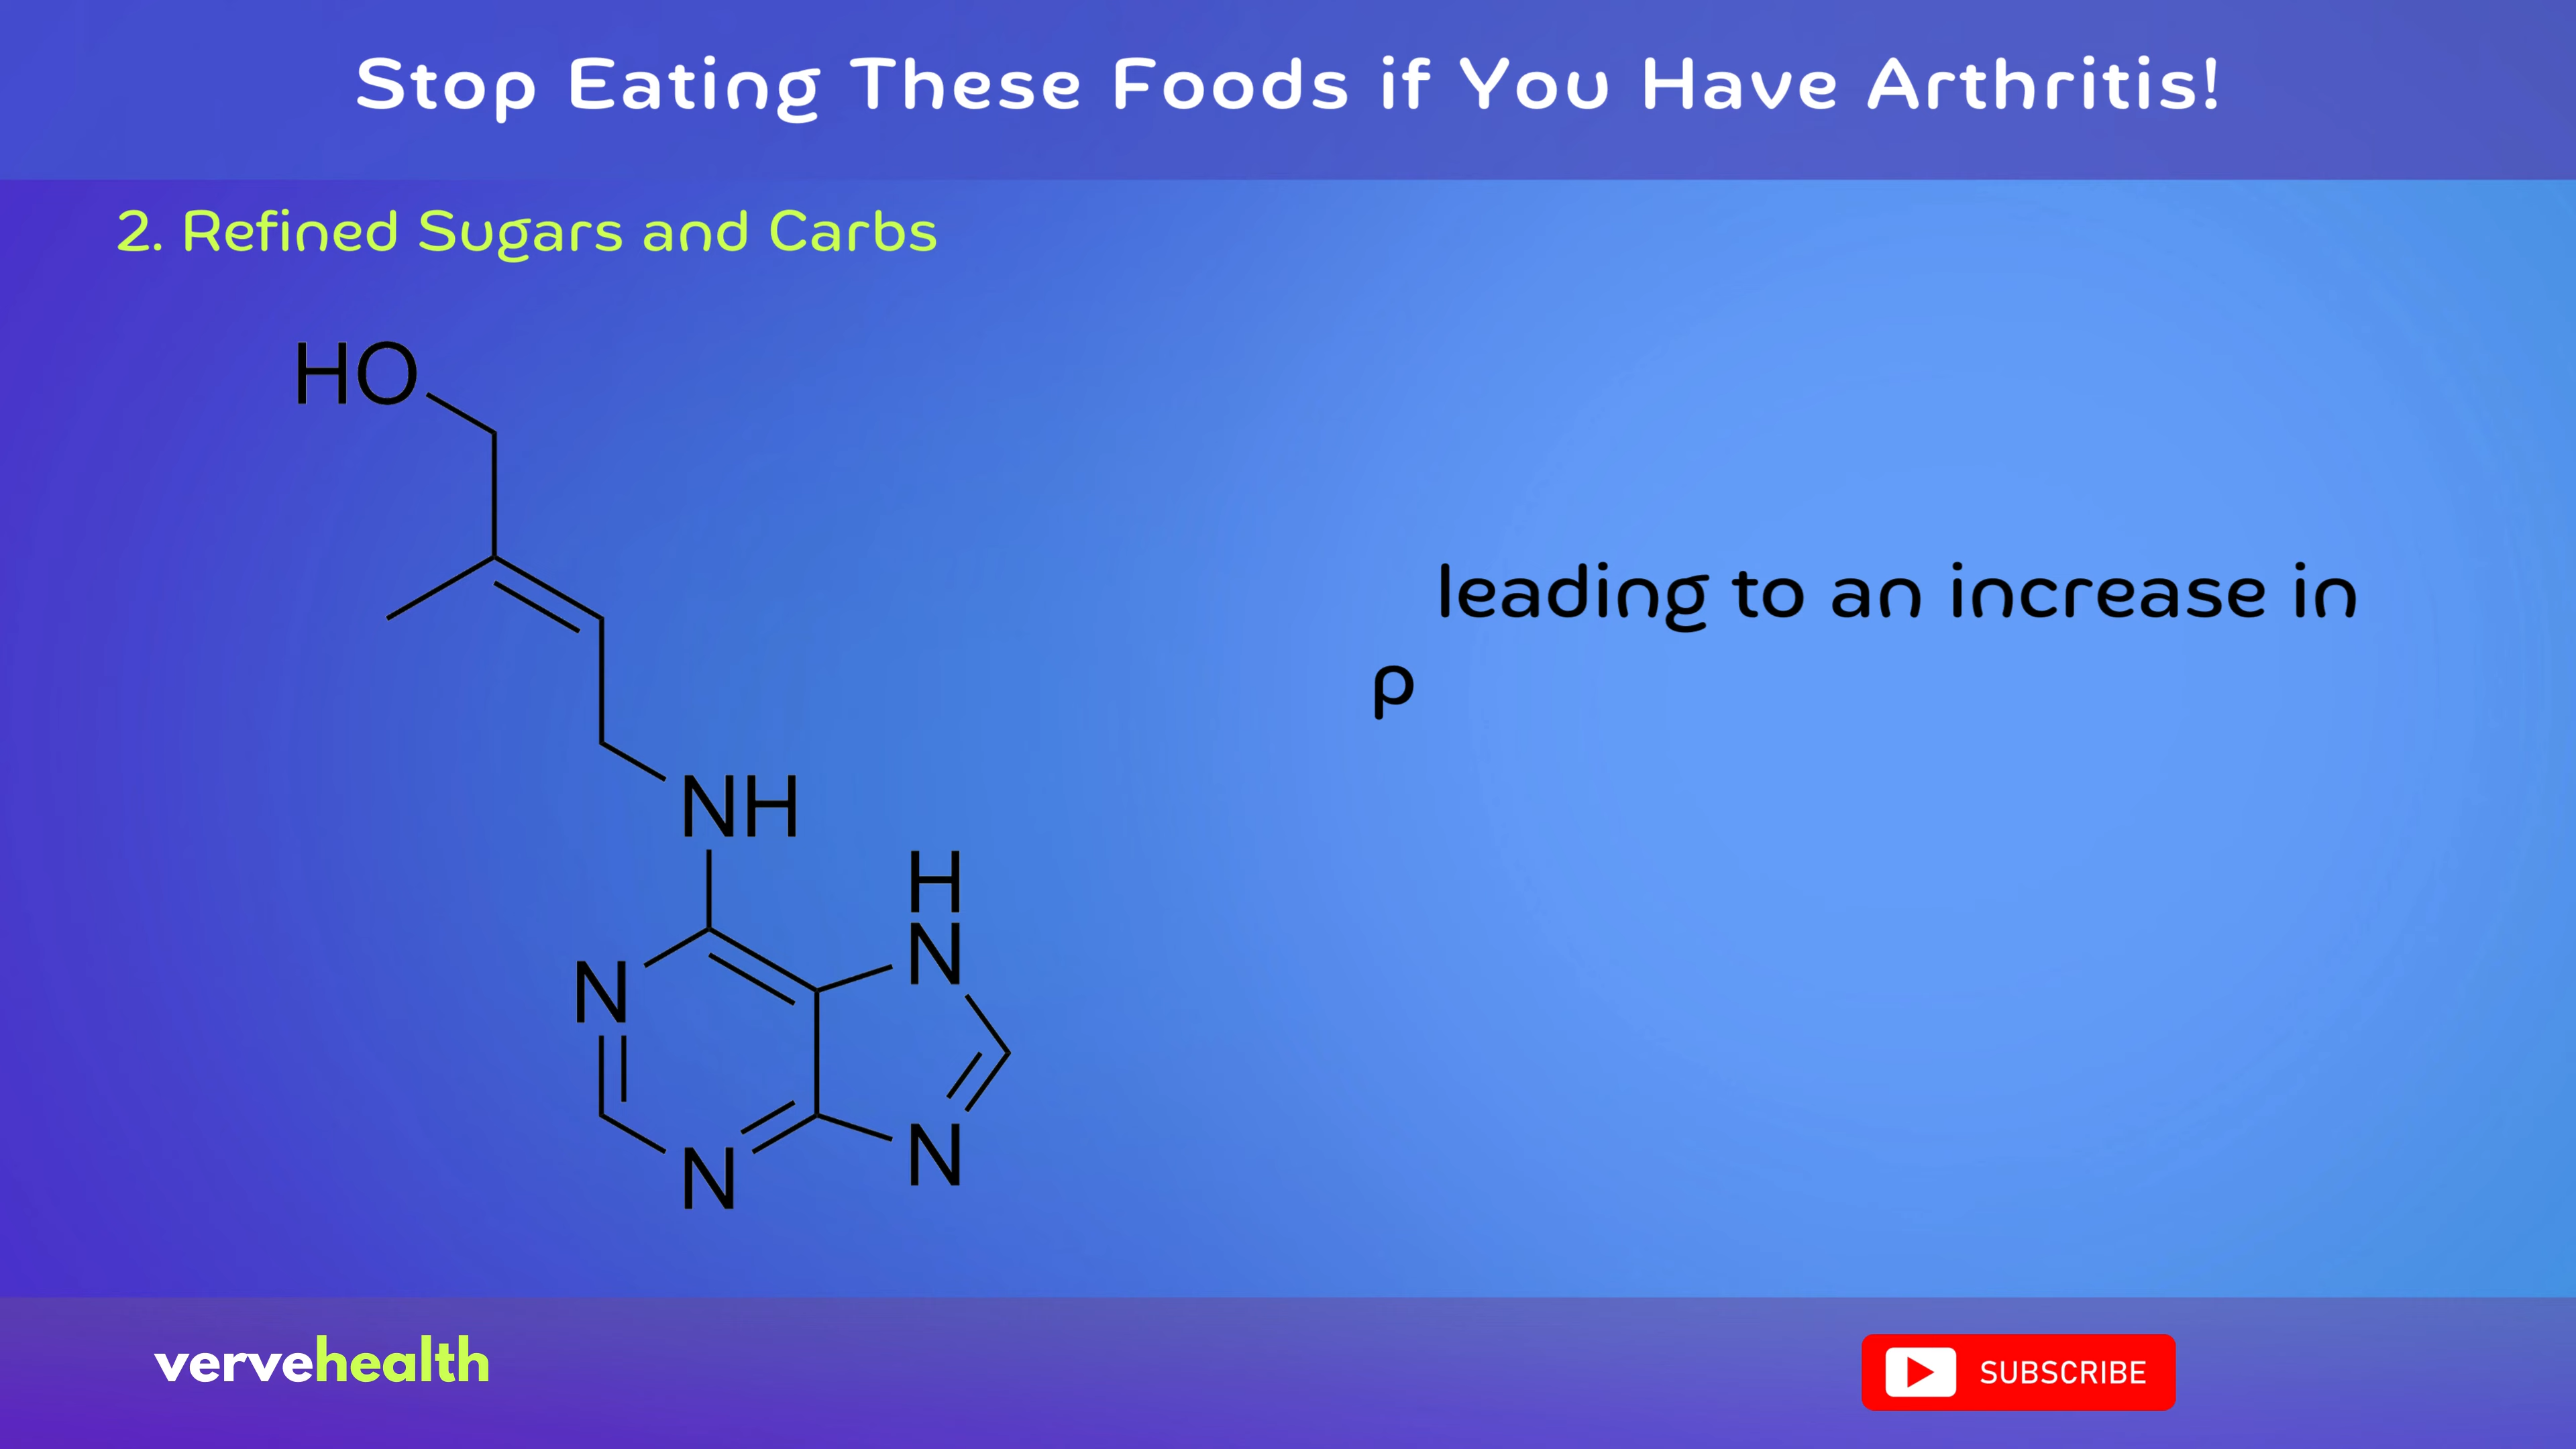 Stop Eating These Foods if You Have Arthritis!
2. Refined Sugars and Carbs
HO
leading to an increase in
p
NH
H
N
N
N
N
vervehealth
SUBSCRIBE